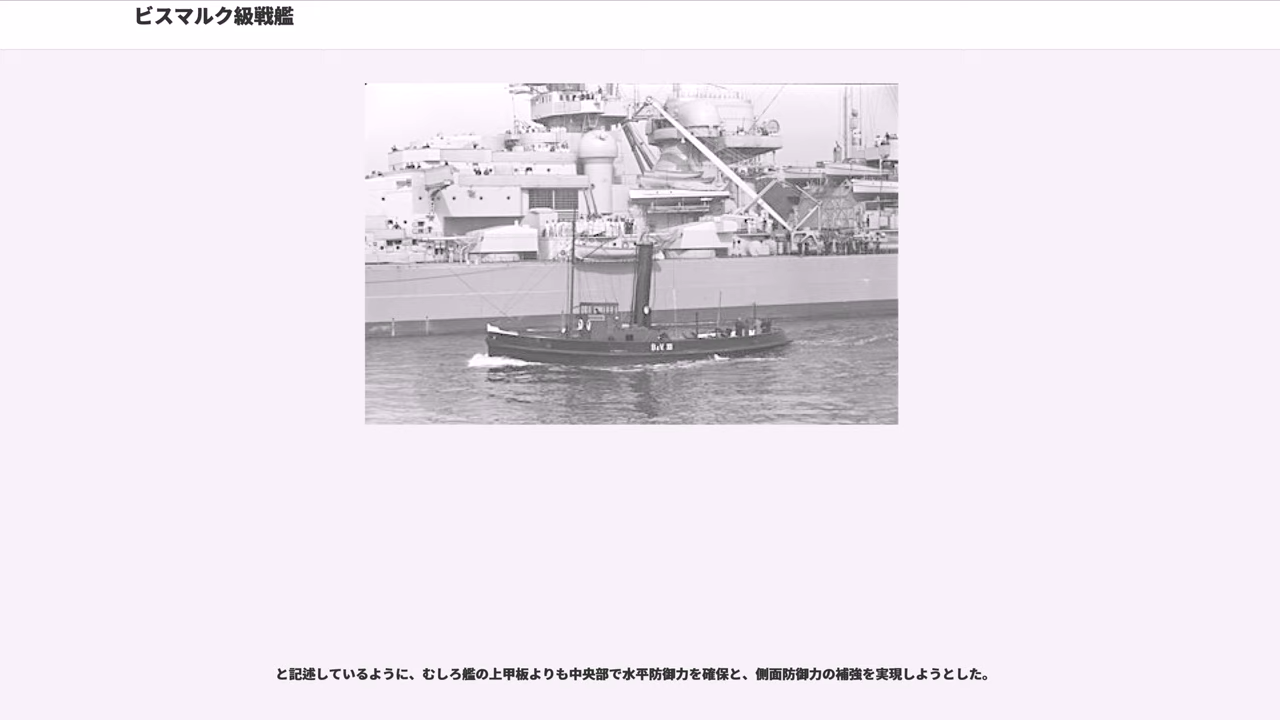 ビスマルク級戦艦
と記述しているように、むしろ艦の上甲板よりも中央部で水平防御力を確保と、側面防御力の補強を実現しようとした。